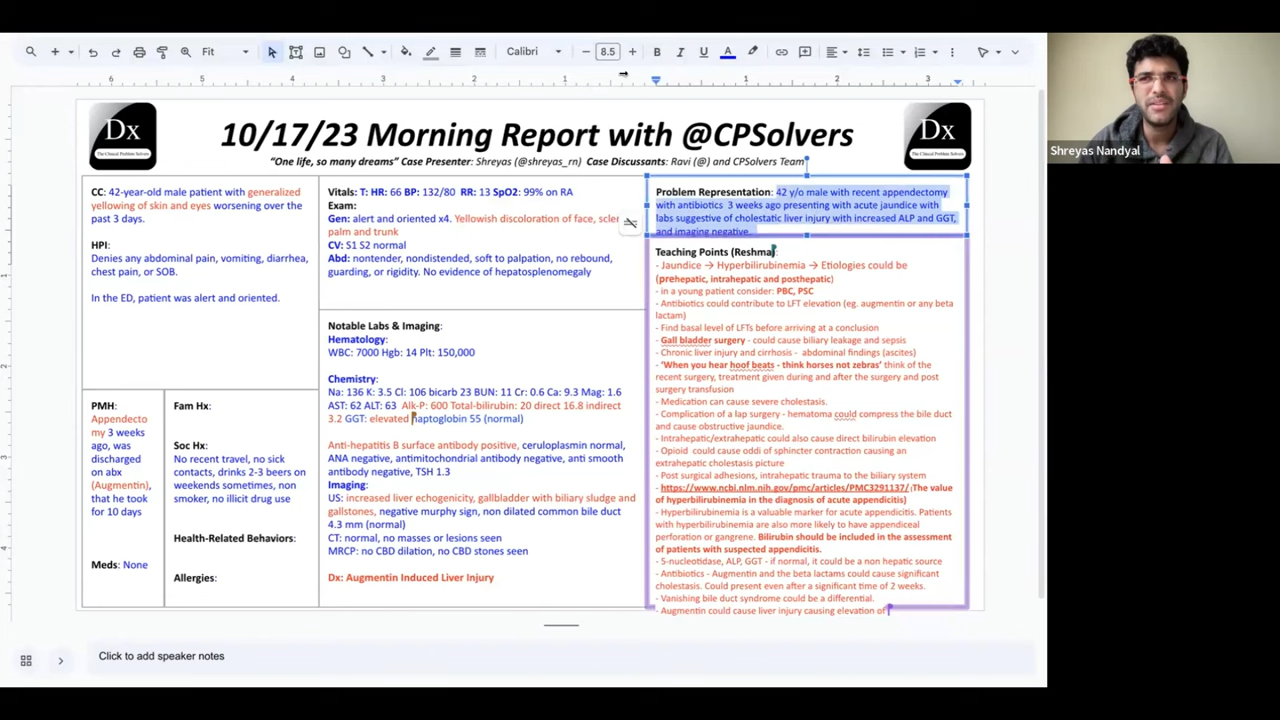 Fit
Calibri
8.5
B I U A
6 5 4 3 2 1 1 2 3
Dx
The Clinical Problem Solvers
10/17/23 Morning Report with @CPSolvers
“One life, so many dreams” Case Presenter: Shreyas (@shreyas_rn) Case Discussants: Ravi (@) and CPSolvers Team
Dx
The Clinical Problem Solvers
CC: 42-year-old male patient with generalized
yellowing of skin and eyes worsening over the
past 3 days.
HPI:
Denies any abdominal pain, vomiting, diarrhea,
chest pain, or SOB.
In the ED, patient was alert and oriented.
PMH:
Appendecto
my 3 weeks
ago, was
discharged
on abx
(Augmentin),
that he took
for 10 days
Meds: None
Fam Hx:
Soc Hx:
No recent travel, no sick
contacts, drinks 2-3 beers on
weekends sometimes, non
smoker, no illicit drug use
Health-Related Behaviors:
Allergies:
Vitals: T: HR: 66 BP: 132/80 RR: 13 SpO2: 99% on RA
Exam:
Gen: alert and oriented x4. Yellowish discoloration of face, scler
palm and trunk
CV: S1 S2 normal
Abd: nontender, nondistended, soft to palpation, no rebound,
guarding, or rigidity. No evidence of hepatosplenomegaly
Notable Labs & Imaging:
Hematology:
WBC: 7000 Hgb: 14 Plt: 150,000
Chemistry:
Na: 136 K: 3.5 Cl: 106 bicarb 23 BUN: 11 Cr: 0.6 Ca: 9.3 Mag: 1.6
AST: 62 ALT: 63 Alk-P: 600 Total-bilirubin: 20 direct 16.8 indirect
3.2 GGT: elevated haptoglobin 55 (normal)
Anti-hepatitis B surface antibody positive, ceruloplasmin normal,
ANA negative, antimitochondrial antibody negative, anti smooth
antibody negative, TSH 1.3
Imaging:
US: increased liver echogenicity, gallbladder with biliary sludge and
gallstones, negative murphy sign, non dilated common bile duct
4.3 mm (normal)
CT: normal, no masses or lesions seen
MRCP: no CBD dilation, no CBD stones seen
Dx: Augmentin Induced Liver Injury
Problem Representation: 42 y/o male with recent appendectomy
with antibiotics 3 weeks ago presenting with acute jaundice with
labs suggestive of cholestatic liver injury with increased ALP and GGT,
and imaging negative.
Teaching Points (Reshma):
- Jaundice → Hyperbilirubinemia → Etiologies could be
(prehepatic, intrahepatic and posthepatic)
- in a young patient consider: PBC, PSC
- Antibiotics could contribute to LFT elevation (eg. augmentin or any beta
lactam)
- Find basal level of LFTs before arriving at a conclusion
- Gall bladder surgery - could cause biliary leakage and sepsis
- Chronic liver injury and cirrhosis - abdominal findings (ascites)
- ‘When you hear hoof beats - think horses not zebras’ think of the
recent surgery, treatment given during and after the surgery and post
surgery transfusion
- Medication can cause severe cholestasis.
- Complication of a lap surgery - hematoma could compress the bile duct
and cause obstructive jaundice.
- Intrahepatic/extrahepatic could also cause direct bilirubin elevation
- Opioid could cause oddi of sphincter contraction causing an
extrahepatic cholestasis picture
- Post surgical adhesions, intrahepatic trauma to the biliary system
- https://www.ncbi.nlm.nih.gov/pmc/articles/PMC3291137/ (The value
of hyperbilirubinemia in the diagnosis of acute appendicitis)
- Hyperbilirubinemia is a valuable marker for acute appendicitis. Patients
with hyperbilirubinemia are also more likely to have appendiceal
perforation or gangrene. Bilirubin should be included in the assessment
of patients with suspected appendicitis.
- 5-nucleotidase, ALP, GGT - if normal, it could be a non hepatic source
- Antibiotics - Augmentin and the beta lactams could cause significant
cholestasis. Could present even after a significant time of 2 weeks.
- Vanishing bile duct syndrome could be a differential.
- Augmentin could cause liver injury causing elevation of
1 2 3 4
Click to add speaker notes
Shreyas Nandyal